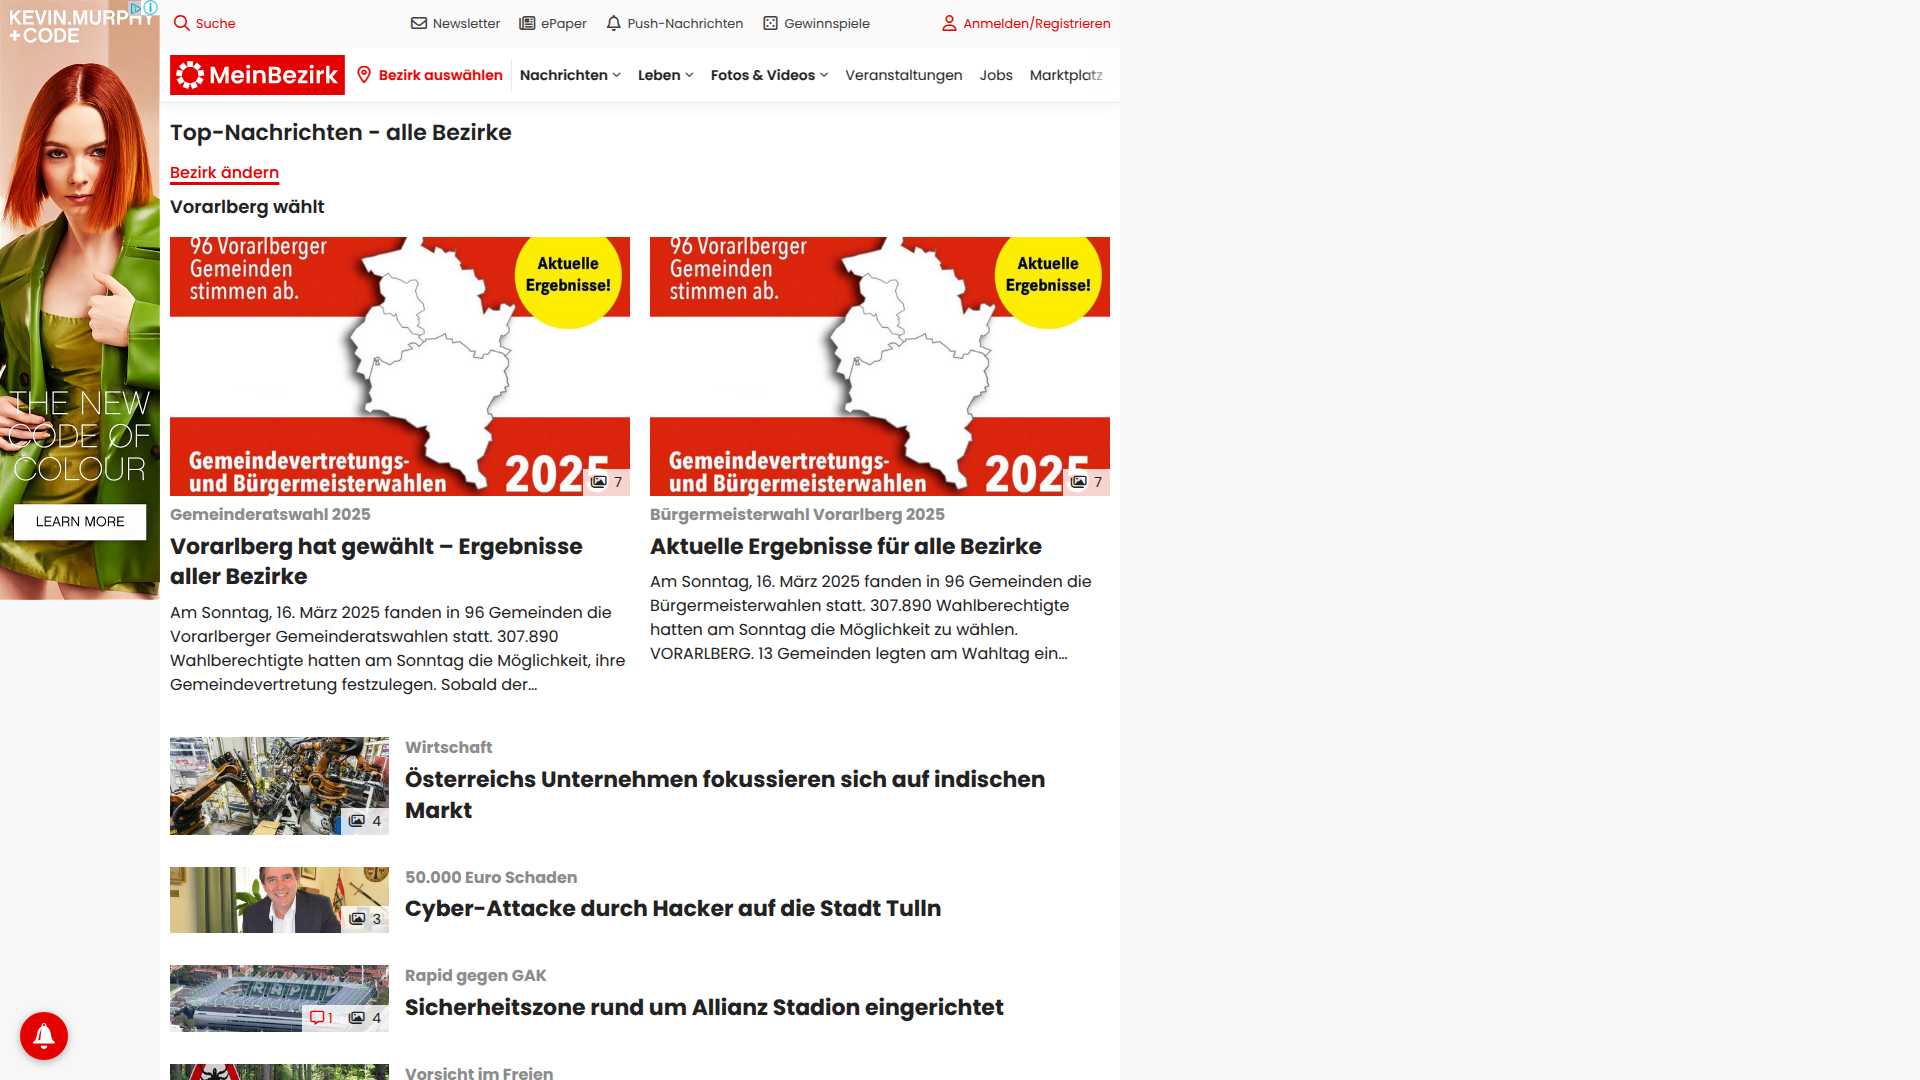 KEVIN.MURPHY
+CODE
THE NEW
CODE OF
COLOUR
LEARN MORE
Suche
Newsletter
ePaper
Push-Nachrichten
Gewinnspiele
Anmelden/Registrieren
MeinBezirk
Bezirk auswählen
Nachrichten
Leben
Fotos & Videos
Veranstaltungen
Jobs
Marktplatz
Top-Nachrichten - alle Bezirke
Bezirk ändern
Vorarlberg wählt
96 Vorarlberger
Gemeinden
stimmen ab.
Aktuelle
Ergebnisse!
Gemeindevertretungs-
und Bürgermeisterwahlen
2025
7
Gemeinderatswahl 2025
Vorarlberg hat gewählt – Ergebnisse
aller Bezirke
Am Sonntag, 16. März 2025 fanden in 96 Gemeinden die
Vorarlberger Gemeinderatswahlen statt. 307.890
Wahlberechtigte hatten am Sonntag die Möglichkeit, ihre
Gemeindevertretung festzulegen. Sobald der...
96 Vorarlberger
Gemeinden
stimmen ab.
Aktuelle
Ergebnisse!
Gemeindevertretungs-
und Bürgermeisterwahlen
2025
7
Bürgermeisterwahl Vorarlberg 2025
Aktuelle Ergebnisse für alle Bezirke
Am Sonntag, 16. März 2025 fanden in 96 Gemeinden die
Bürgermeisterwahlen statt. 307.890 Wahlberechtigte
hatten am Sonntag die Möglichkeit zu wählen.
VORARLBERG. 13 Gemeinden legten am Wahltag ein...
4
Wirtschaft
Österreichs Unternehmen fokussieren sich auf indischen
Markt
3
50.000 Euro Schaden
Cyber-Attacke durch Hacker auf die Stadt Tulln
RAPID
1
4
Rapid gegen GAK
Sicherheitszone rund um Allianz Stadion eingerichtet
Vorsicht im Freien